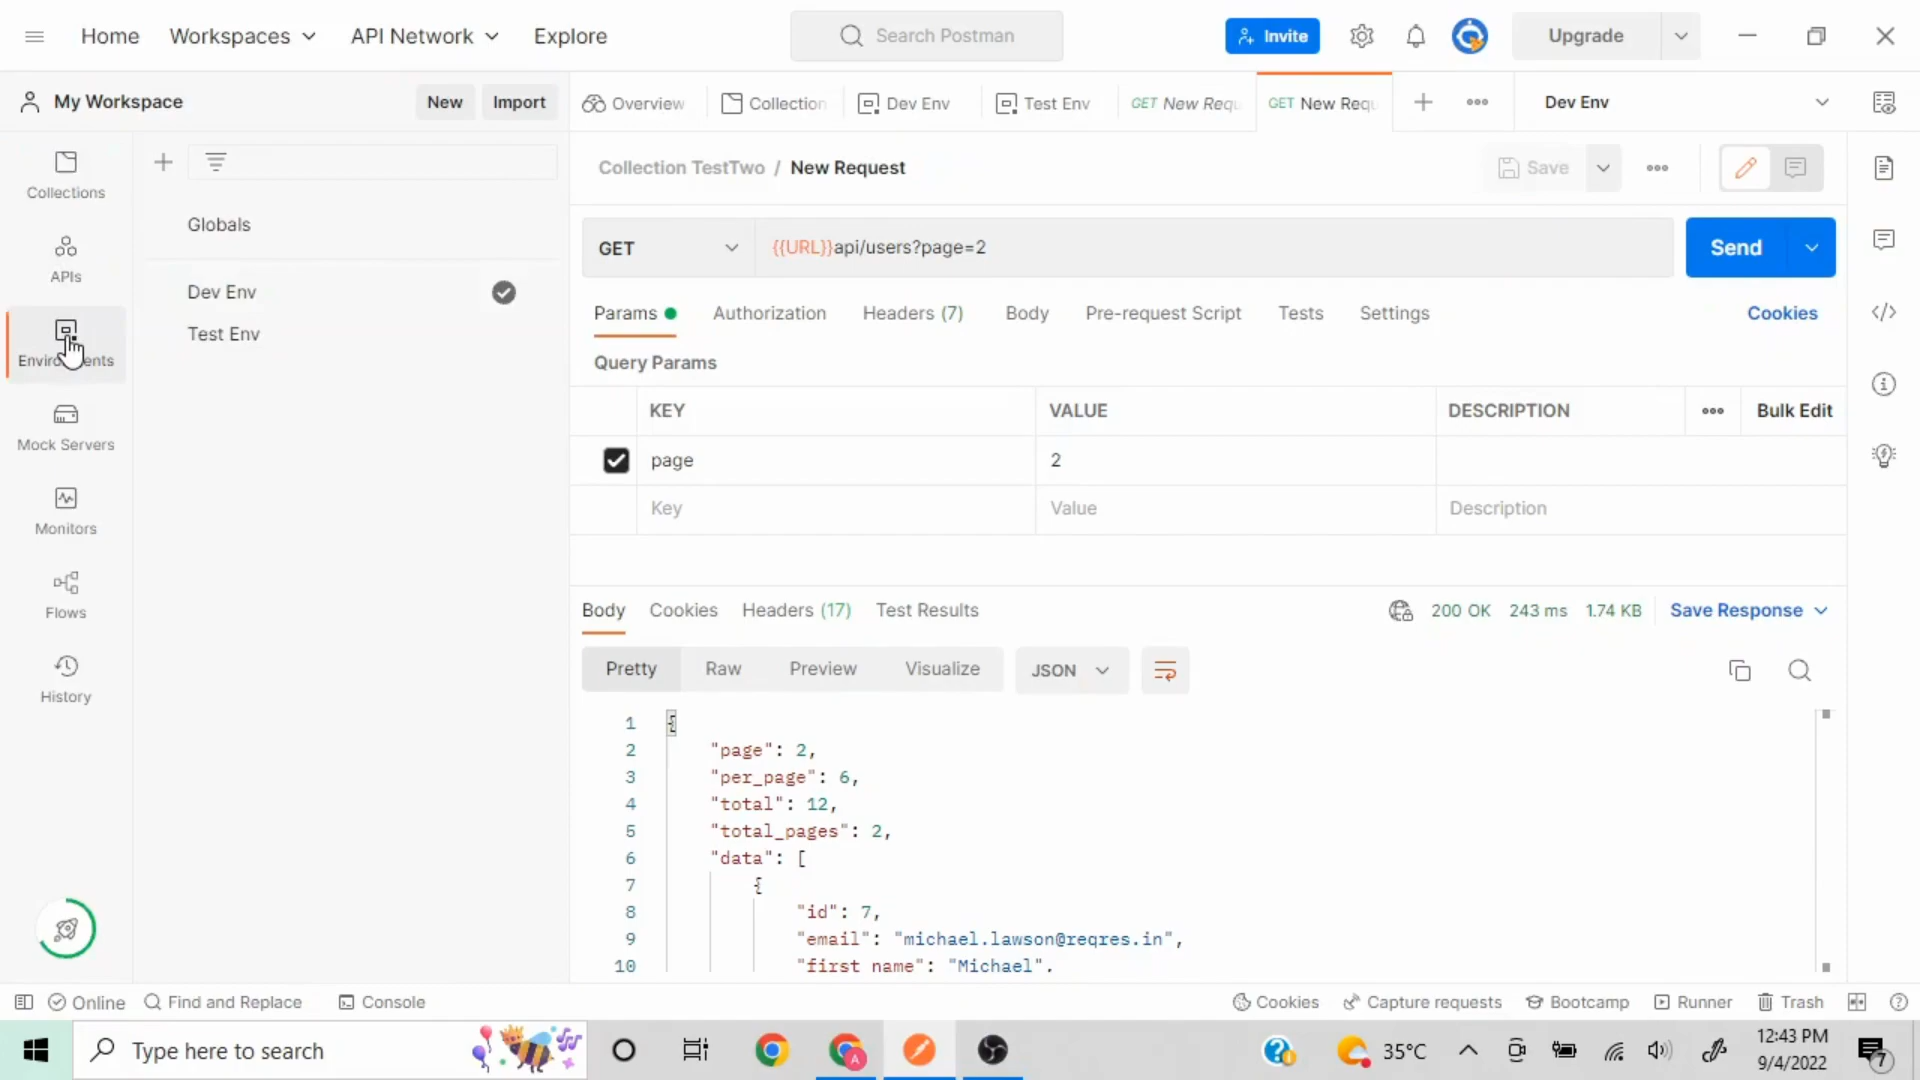 Home Workspaces API Network Explore Search Postman Invite Upgrade
My Workspace New Import Overview Collection Dev Env Test Env GET New Requ GET New Requ Dev Env
Collections
APIs
Environments
Mock Servers
Monitors
Flows
History
Globals
Dev Env
Test Env
Collection TestTwo / New Request Save
GET {{URL}}api/users?page=2 Send
Params Authorization Headers (7) Body Pre-request Script Tests Settings Cookies
Query Params
KEY VALUE DESCRIPTION Bulk Edit
page 2
Key Value Description
Body Cookies Headers (17) Test Results 200 OK 243 ms 1.74 KB Save Response
Pretty Raw Preview Visualize JSON
1 {
2 "page": 2,
3 "per_page": 6,
4 "total": 12,
5 "total_pages": 2,
6 "data": [
7 {
8 "id": 7,
9 "email": "michael.lawson@reqres.in",
10 "first_name": "Michael",
Online Find and Replace Console Cookies Capture requests Bootcamp Runner Trash
Type here to search A 35°C 12:43 PM
9/4/2022 7